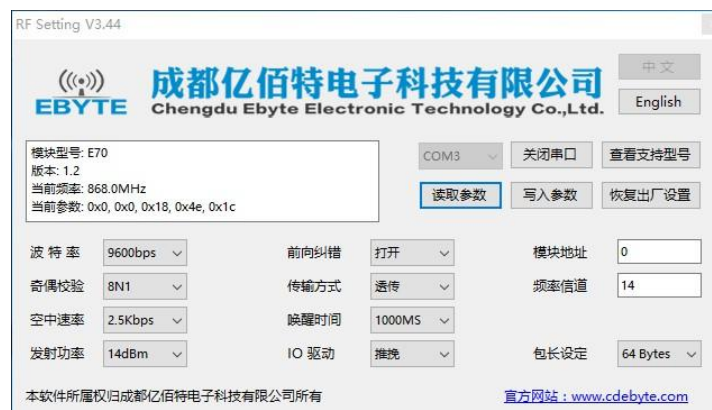 RF Setting V3.44
EBYTE
成都亿佰特电子科技有限公司
Chengdu Ebyte Electronic Technology Co.,Ltd.
中 文
English
模块型号: E70
版本: 1.2
当前频率: 868.0MHz
当前参数: 0x0, 0x0, 0x18, 0x4e, 0x1c
COM3 关闭串口 查看支持型号
读取参数 写入参数 恢复出厂设置
波 特 率 9600bps 前向纠错 打开 模块地址 0
奇偶校验 8N1 传输方式 透传 频率信道 14
空中速率 2.5Kbps 唤醒时间 1000MS
发射功率 14dBm IO 驱动 推挽 包长设定 64 Bytes
本软件所属权归成都亿佰特电子科技有限公司所有 官方网站：www.cdebyte.com